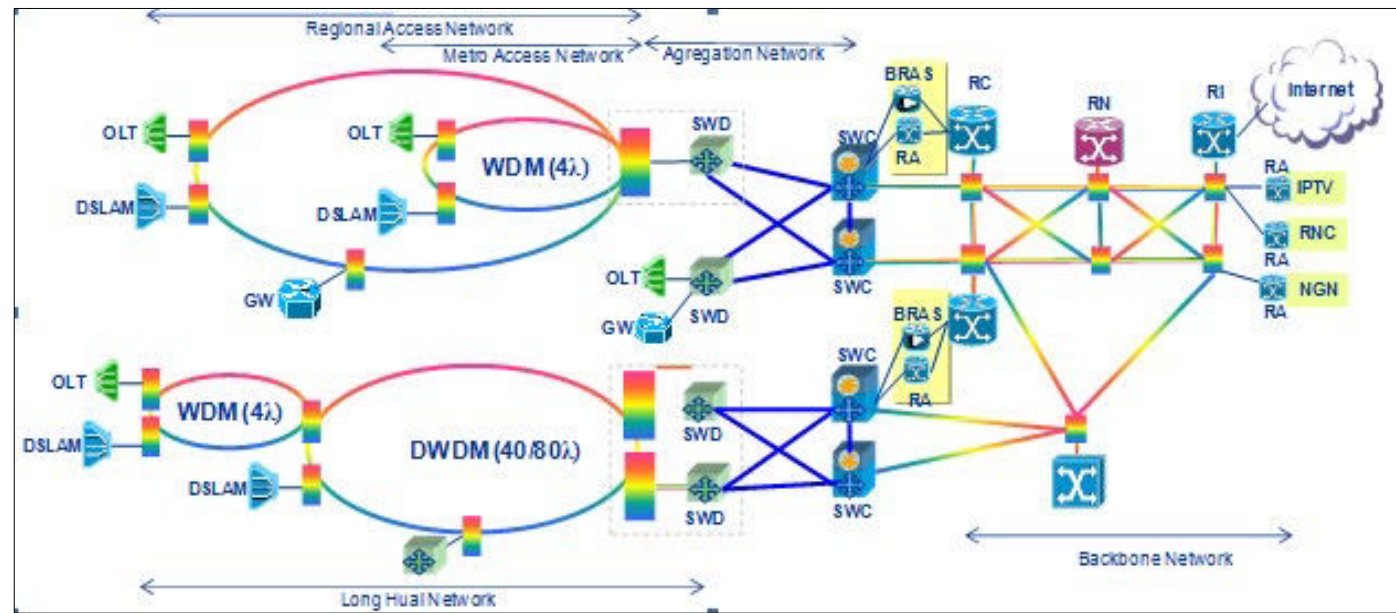 Regional Access Network
Metro Access Network
Agregation Network
BRAS
RC
RN
RI
Internet
OLT
OLT
SWD
SWC
RA
WDM (4λ)
RA
IPTV
DSLAM
DSLAM
RNC
RA
GW
OLT
SWC
NGN
RA
GW
SWD
BRAS
SWC
OLT
RA
WDM (4λ)
SWD
DSLAM
DWDM (40/80λ)
DSLAM
SWD
SWC
Backbone Network
Long Hual Network